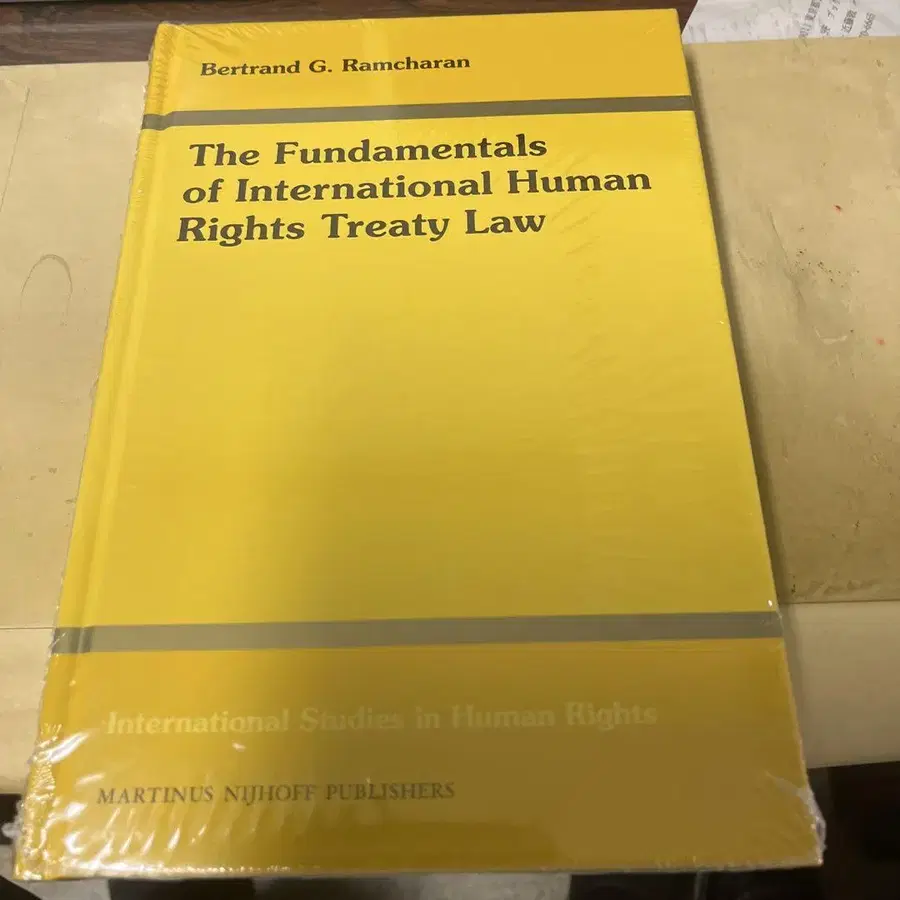 Bertrand G. Ramcharan
The Fundamentals
of International Human
Rights Treaty Law
International Studies in Human Rights
MARTINUS NIJHOFF PUBLISHERS